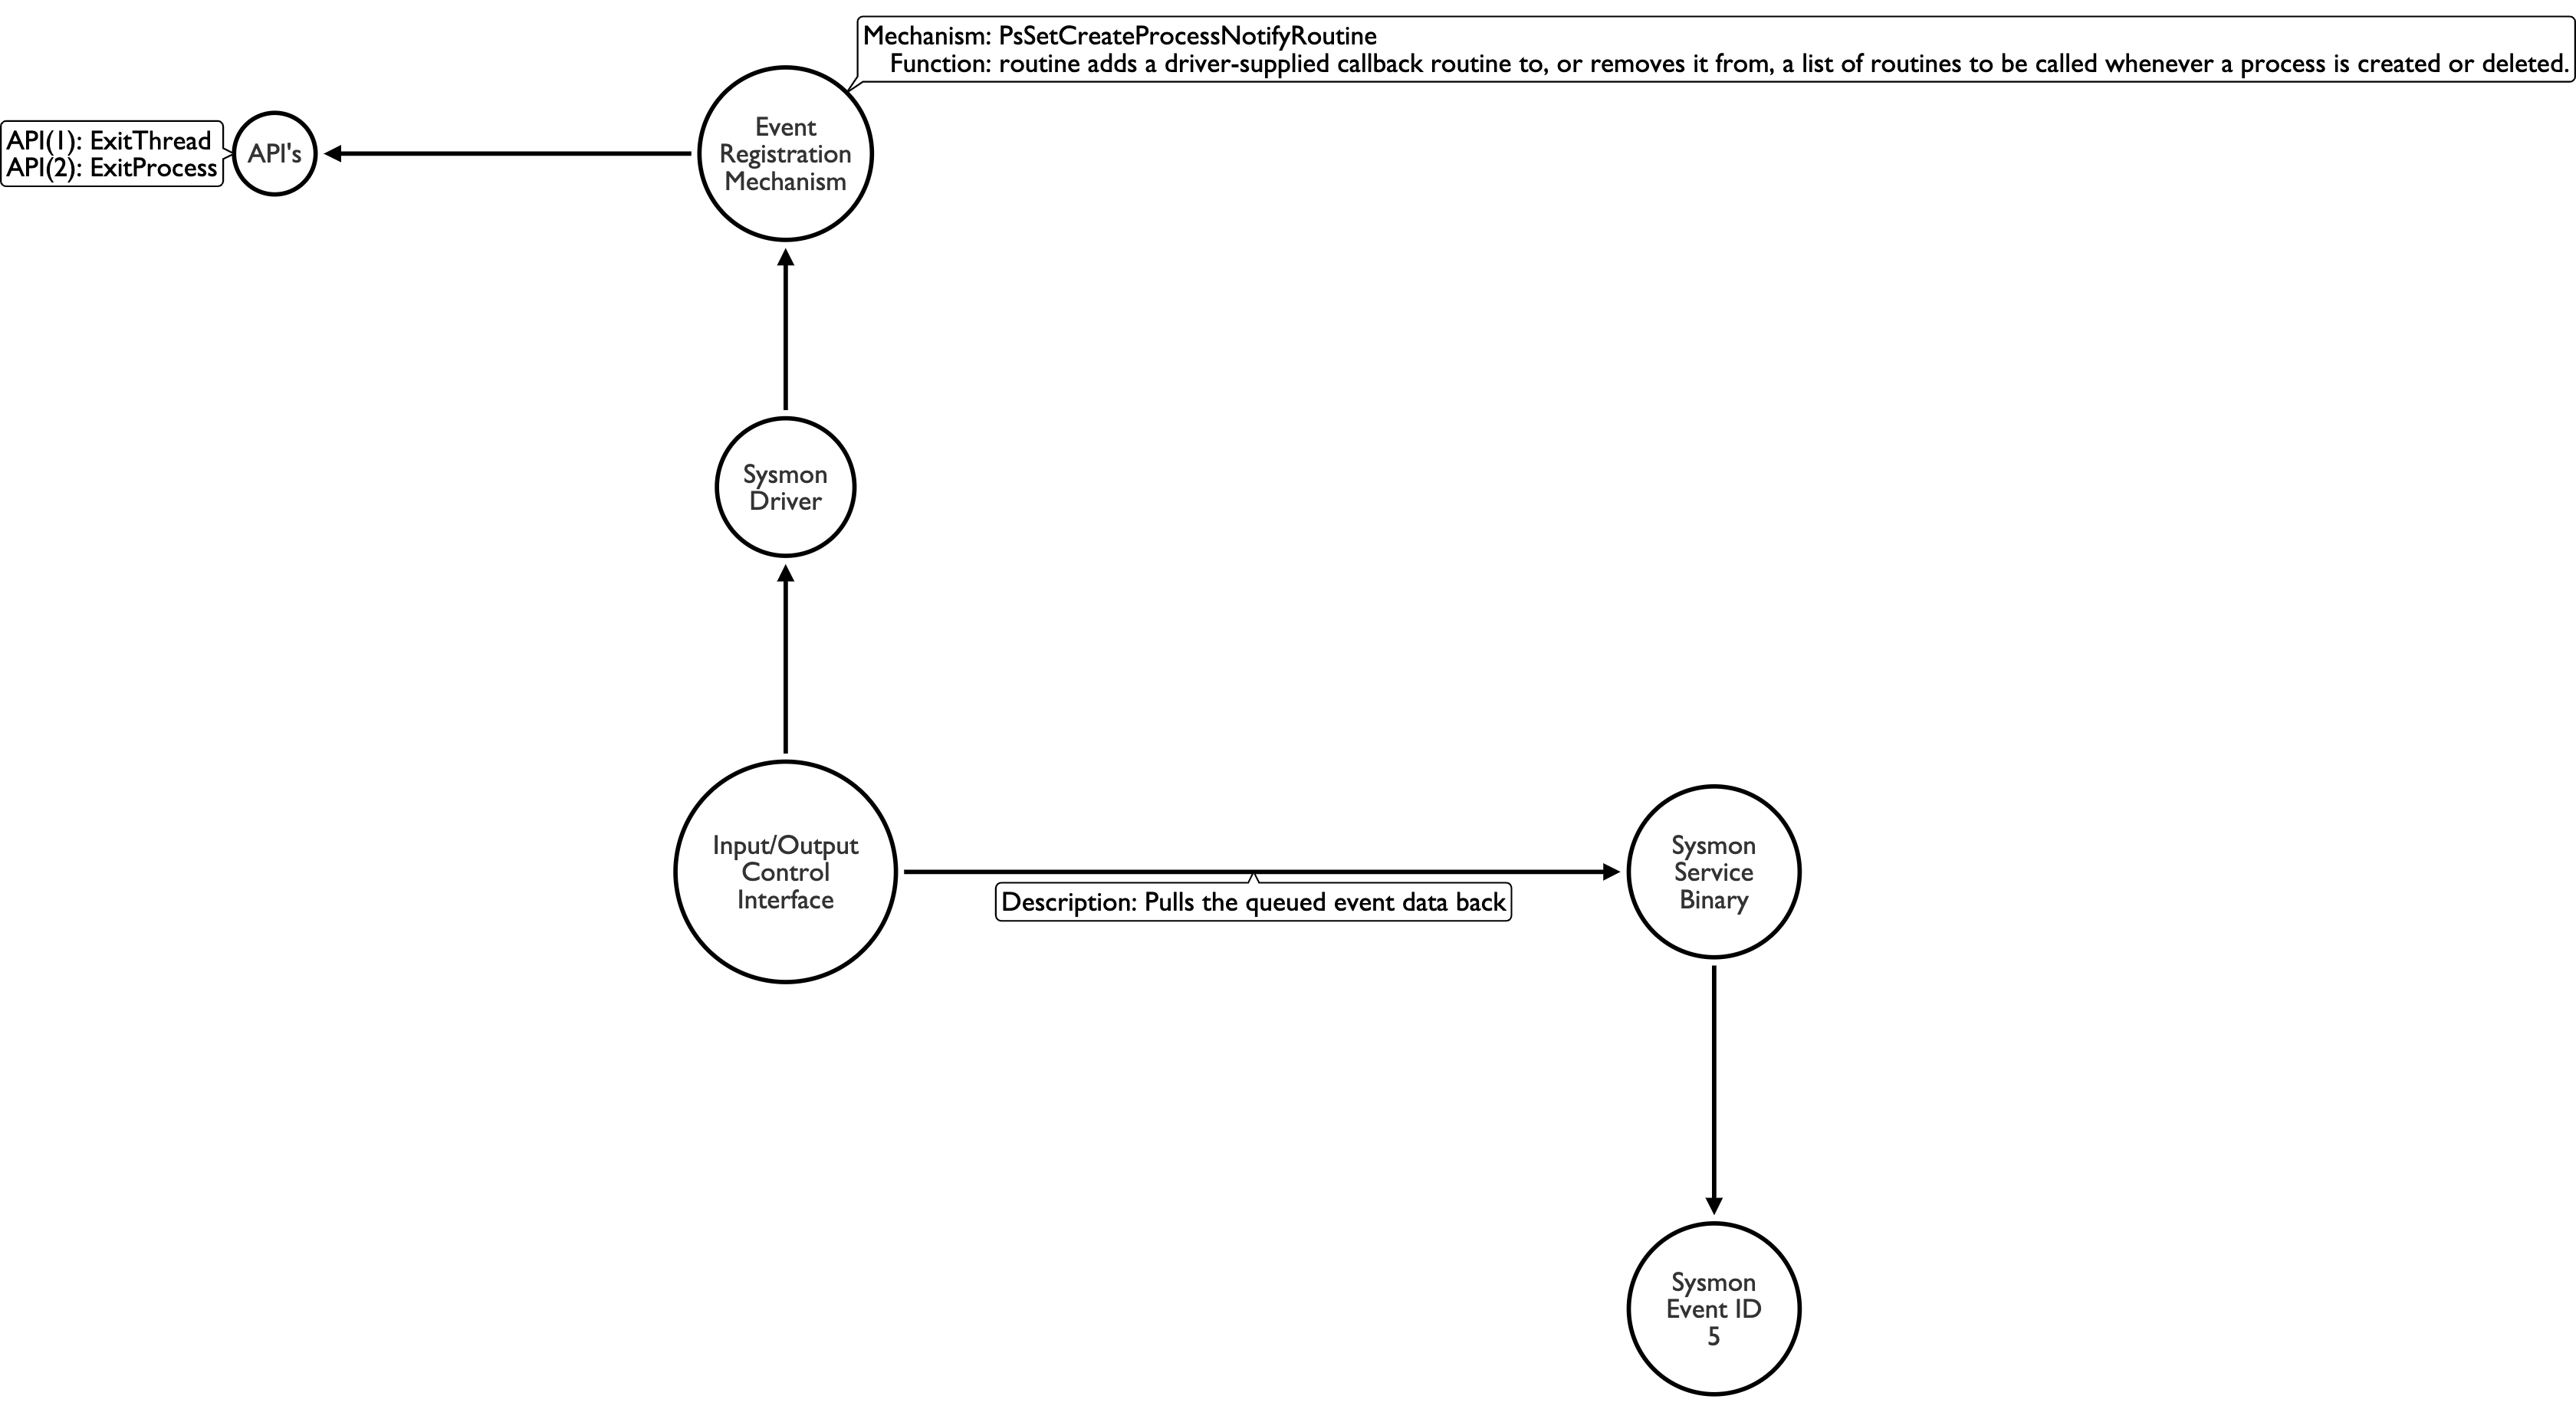 Mechanism: PsSetCreateProcessNotifyRoutine
Function: routine adds a driver-supplied callback routine to, or removes it from, a list of routines to be called whenever a process is created or deleted.
API(1): ExitThread
API(2): ExitProcess
API's
Event
Registration
Mechanism
Sysmon
Driver
Input/Output
Control
Interface
Description: Pulls the queued event data back
Sysmon
Service
Binary
Sysmon
Event ID
5